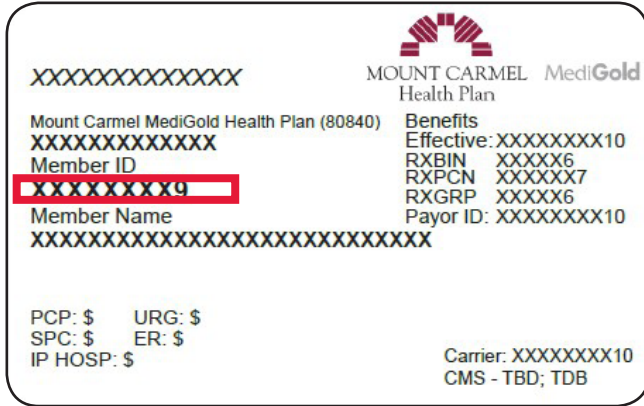 XXXXXXXXXXXXX
MOUNT CARMEL MediGold
Health Plan
Mount Carmel MediGold Health Plan (80840)
XXXXXXXXXXXXX
Member ID
XXXXXXXX9
Member Name
XXXXXXXXXXXXXXXXXXXXXXXXXXXX
Benefits
Effective: XXXXXXXX10
RXBIN XXXXX6
RXPCN XXXXXX7
RXGRP XXXXX6
Payor ID: XXXXXXXX10
PCP: $ URG: $
SPC: $ ER: $
IP HOSP: $
Carrier: XXXXXXXX10
CMS - TBD; TDB